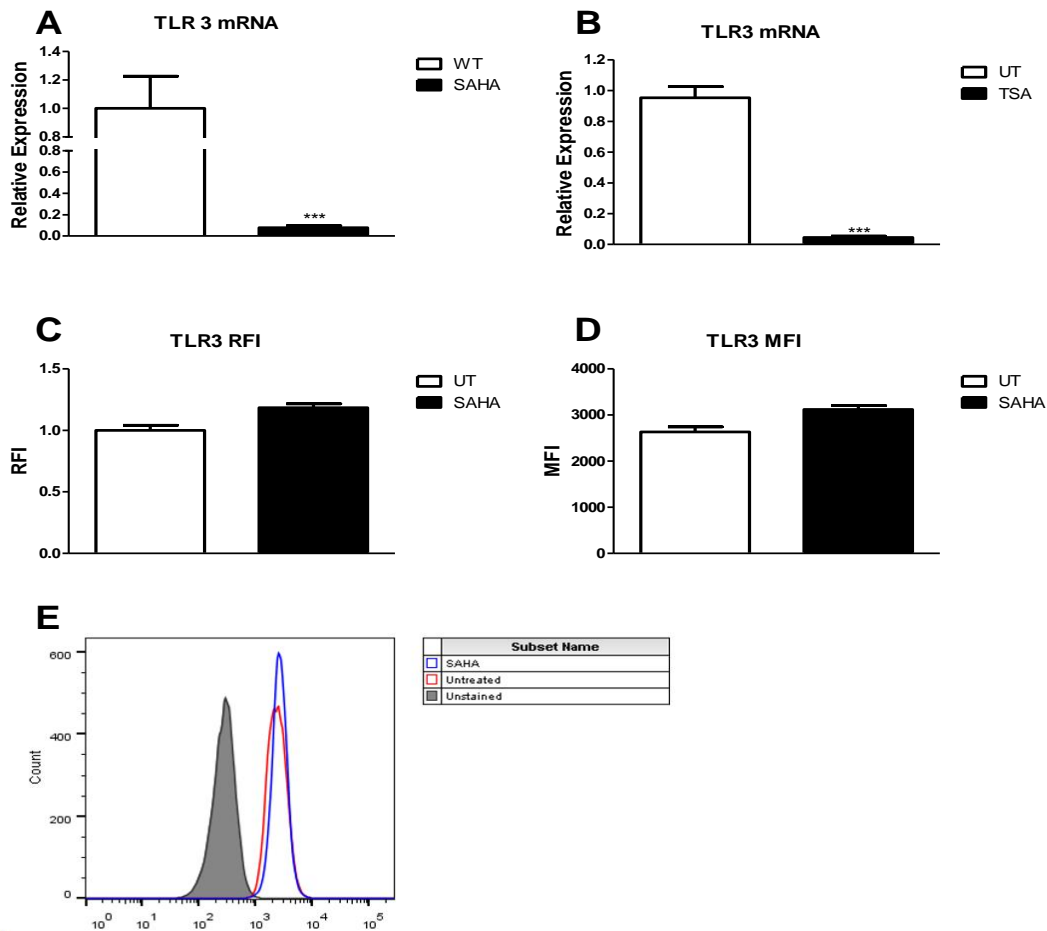 A
TLR 3 mRNA
Relative Expression
1.4
1.2
1.0
0.8
0.8
0.6
0.4
0.2
0.0
***
WT
SAHA
B
TLR3 mRNA
Relative Expression
1.2
1.0
0.8
0.6
0.4
0.2
0.0
***
UT
TSA
C
TLR3 RFI
RFI
1.5
1.0
0.5
0.0
UT
SAHA
D
TLR3 MFI
MFI
4000
3000
2000
1000
0
UT
SAHA
E
Count
600
400
200
0
10^0 10^1 10^2 10^3 10^4 10^5
Subset Name
SAHA
Untreated
Unstained